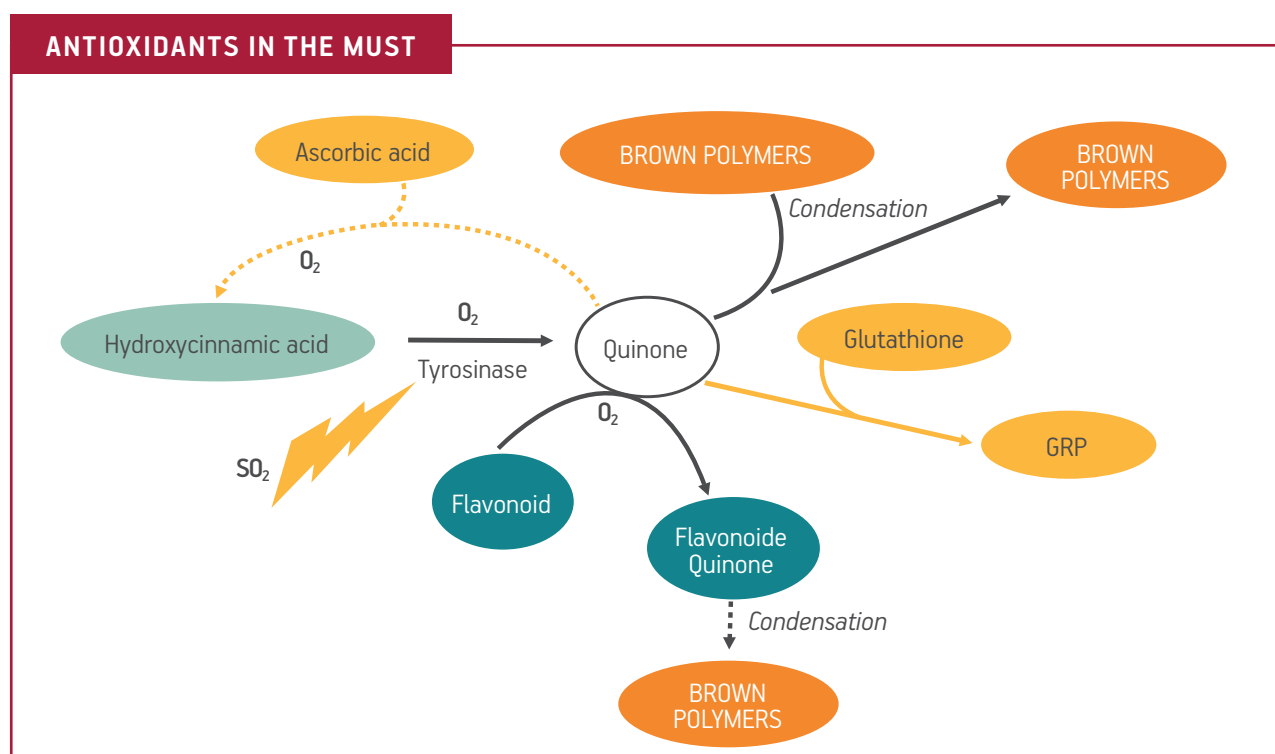 ANTIOXIDANTS IN THE MUST
Ascorbic acid
BROWN POLYMERS
BROWN
POLYMERS
Condensation
O₂
Hydroxycinnamic acid
O₂
Tyrosinase
Quinone
Glutathione
O₂
GRP
SO₂
Flavonoid
Flavonoide
Quinone
Condensation
BROWN
POLYMERS